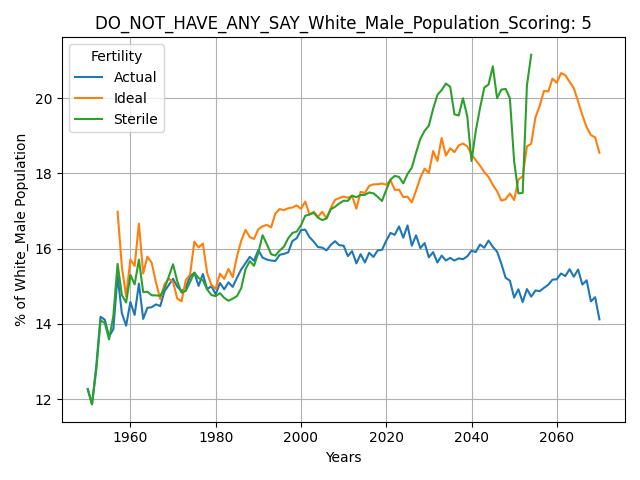 DO_NOT_HAVE_ANY_SAY_White_Male_Population_Scoring: 5
Fertility
Actual
Ideal
Sterile
% of White_Male Population
20
18
16
14
12
1960
1980
2000
2020
2040
2060
Years